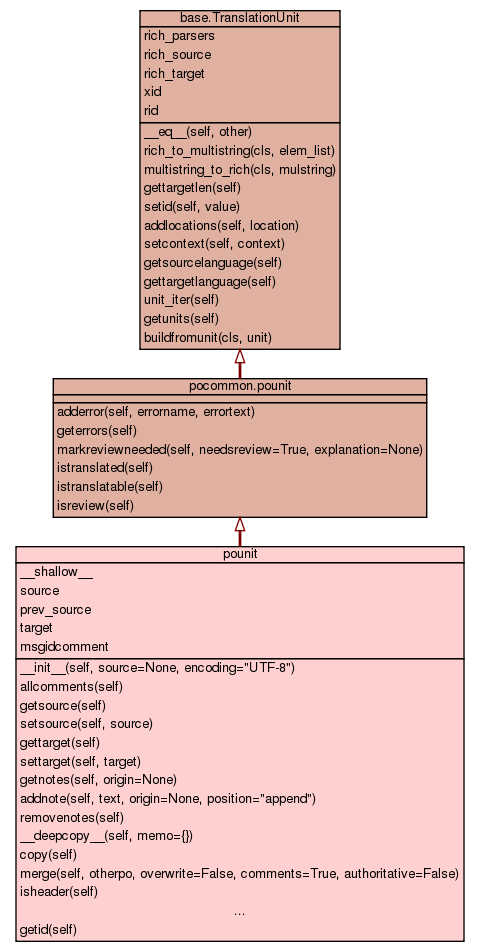 base.TranslationUnit
rich_parsers
rich_source
rich_target
xid
rid
__eq__(self, other)
rich_to_multistring(cls, elem_list)
multistring_to_rich(cls, mulstring)
gettargetlen(self)
setid(self, value)
addlocations(self, location)
setcontext(self, context)
getsourcelanguage(self)
gettargetlanguage(self)
unit_iter(self)
getunits(self)
buildfromunit(cls, unit)
pocommon.pounit
adderror(self, errorname, errortext)
geterrors(self)
markreviewneeded(self, needsreview=True, explanation=None)
istranslated(self)
istranslatable(self)
isreview(self)
pounit
__shallow__
source
prev_source
target
msgidcomment
__init__(self, source=None, encoding="UTF-8")
allcomments(self)
getsource(self)
setsource(self, source)
gettarget(self)
settarget(self, target)
getnotes(self, origin=None)
addnote(self, text, origin=None, position="append")
removenotes(self)
__deepcopy__(self, memo={})
copy(self)
merge(self, otherpo, overwrite=False, comments=True, authoritative=False)
isheader(self)
...
getid(self)